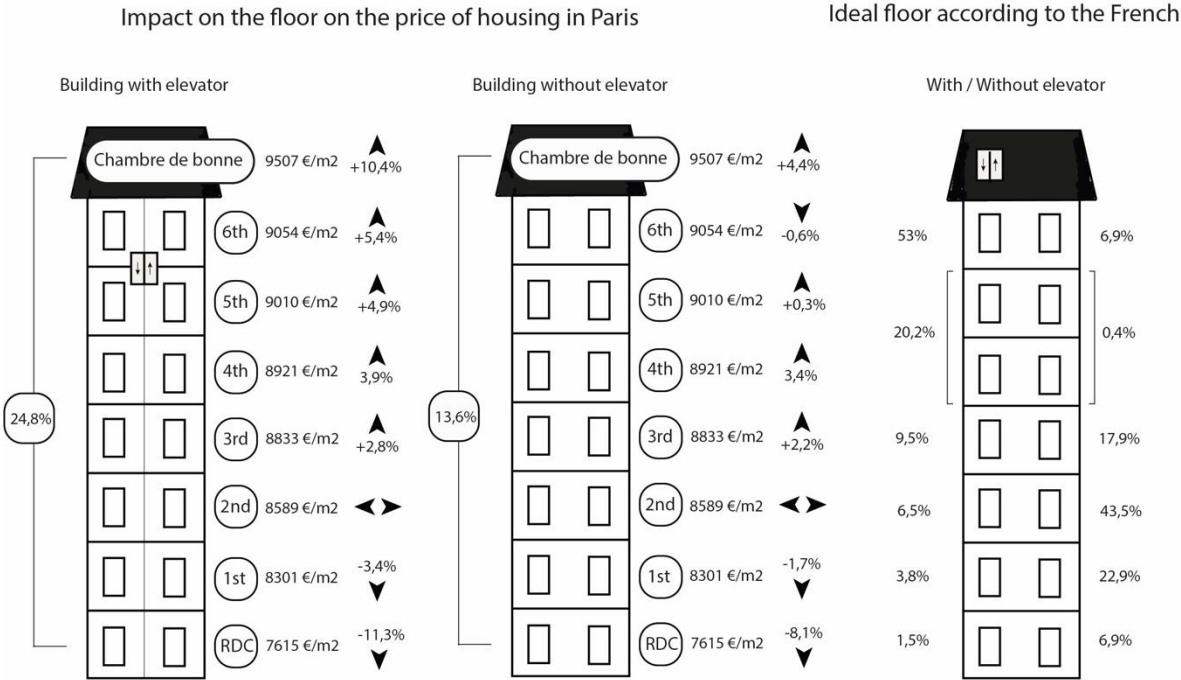 Impact on the floor on the price of housing in Paris
Ideal floor according to the French
Building with elevator
Chambre de bonne 9507 €/m2 +10,4%
6th 9054 €/m2 +5,4%
5th 9010 €/m2 +4,9%
4th 8921 €/m2 3,9%
3rd 8833 €/m2 +2,8%
2nd 8589 €/m2
1st 8301 €/m2 -3,4%
RDC 7615 €/m2 -11,3%
24,8%
Building without elevator
Chambre de bonne 9507 €/m2 +4,4%
6th 9054 €/m2 -0,6%
5th 9010 €/m2 +0,3%
4th 8921 €/m2 3,4%
3rd 8833 €/m2 +2,2%
2nd 8589 €/m2
1st 8301 €/m2 -1,7%
RDC 7615 €/m2 -8,1%
13,6%
With / Without elevator
53% 6,9%
20,2% 0,4%
9,5% 17,9%
6,5% 43,5%
3,8% 22,9%
1,5% 6,9%